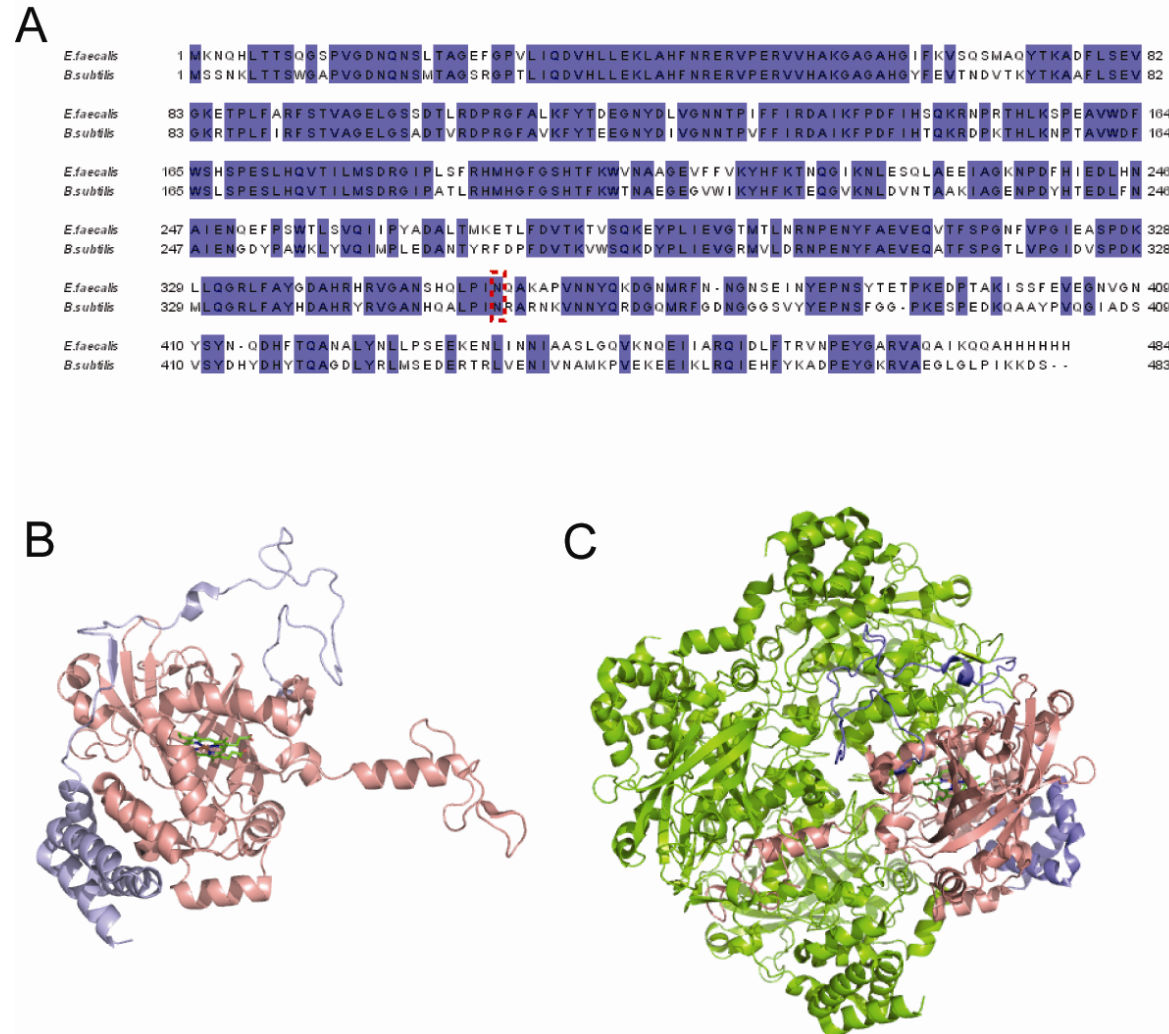 A
E.faecalis 1 MKNQHLTTSQGSPVGDNQNSLTAGEFGPVLIQDVHLLEKLAHFNRERVPERVVHAKGAGAHGIFKVSQSMAQYTKADFLSEV 82
B.subtilis 1 MSSNKLTTSWGAPVGDNQNSMTAGSRGPTLIQDVHLLEKLAHFNRERVPERVVHAKGAGAHGYFEVTNDVTKYTKAAFLSEV 82
E.faecalis 83 GKETPLFARFSTVAGELGSSDTLRDPRGFALKFYTDEGNYDLVGNNTPIFFIRDAIKFPDFIHSQKRNPRTHLKSPEAVWDF 164
B.subtilis 83 GKRTPLFIRFSTVAGELGSADTVRDPRGFAVKFYTEEGNYDIVGNNTPVFFIRDAIKFPDFIHTQKRDPKTHLKNPTAVWDF 164
E.faecalis 165 WSHSPESLHQVTILMSDRGIPLSFRHMHGFGSHTFKWVNAAGEVFFVKYHFKTNQGIKNLESQLAEEIAGKNPDFHIEDLHN 246
B.subtilis 165 WSLSPESLHQVTILMSDRGIPATLRHMHGFGSHTFKWTNAEGEGVWIKYHFKTEQGVKNLDVNTAAKIAGENPDYHTEDLFN 246
E.faecalis 247 AIENQEFPSWTLSVQIIPYADALTMKETLFDVTKTVSQKEYPLIEVGTMTLNRNPENYFAEVEQVTFSPGNFVPGIEASPDK 328
B.subtilis 247 AIENGDYPAWKLYVQIMPLEDANTYRFDPFDVTKVWSQKDYPLIEVGRMVLDRNPENYFAEVEQATFSPGTLVPGIDVSPDK 328
E.faecalis 329 LLQGRLFAYGDAHRHRVGANSHQLPINQAKAPVNNYQKDGNMRFN-NGNSEINYEPNSYTETPKEDPTAKISSFEVEGNVGN 409
B.subtilis 329 MLQGRLFAYHDAHRYRVGANHQALPINRARNKVNNYQRDGQMRFDGNGGSVYYEPNSFGG-PKESPEDKQAAYPVQGIADS 409
E.faecalis 410 YSYN-QDHFTQANALYNLLPSEEKENLINNIAASLGQVKNQEIIARQIDLFTRVNPEYGARVAQAIKQQAHHHHHH 484
B.subtilis 410 VSYDHYDHYTQAGDLYRLMSEDERTRLVENIVNAMKPVEKEEIKLRQIEHFYKADPEYGKRVAEGLGLPIKKDS-- 483
B
C